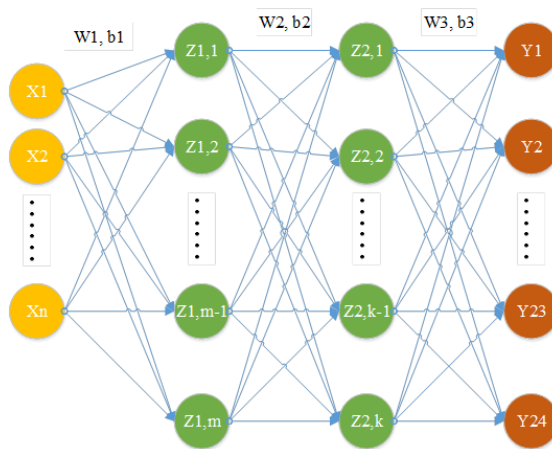 W1, b1
W2, b2
W3, b3
X1
X2
Xn
Z1,1
Z1,2
Z1,m-1
Z1,m
Z2,1
Z2,2
Z2,k-1
Z2,k
Y1
Y2
Y23
Y24